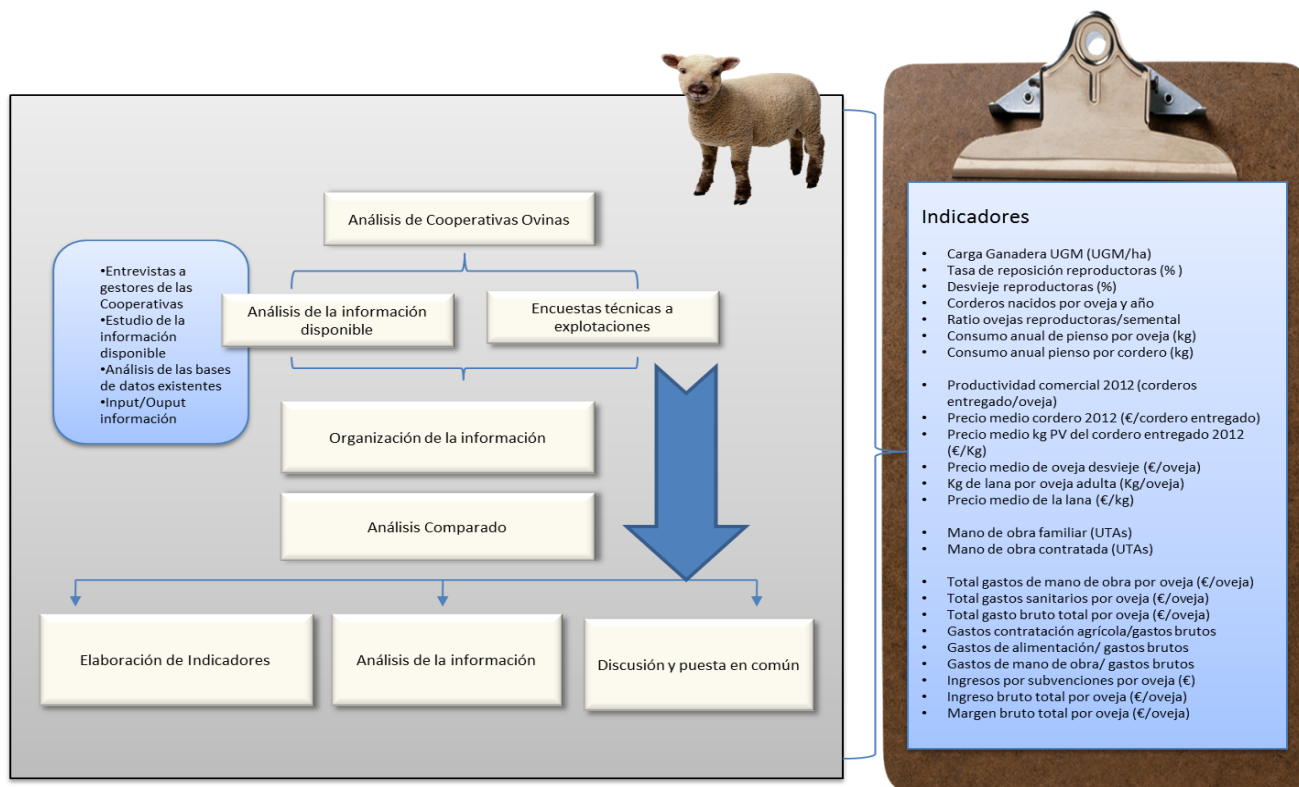 Análisis de Cooperativas Ovinas
•Entrevistas a
gestores de las
Cooperativas
•Estudio de la
información
disponible
•Análisis de las bases
de datos existentes
•Input/Ouput
información
Análisis de la información
disponible
Encuestas técnicas a
explotaciones
Organización de la información
Análisis Comparado
Elaboración de Indicadores
Análisis de la información
Discusión y puesta en común
Indicadores
• Carga Ganadera UGM (UGM/ha)
• Tasa de reposición reproductoras (% )
• Desvieje reproductoras (%)
• Corderos nacidos por oveja y año
• Ratio ovejas reproductoras/semental
• Consumo anual de pienso por oveja (kg)
• Consumo anual pienso por cordero (kg)
• Productividad comercial 2012 (corderos
entregado/oveja)
• Precio medio cordero 2012 (€/cordero entregado)
• Precio medio kg PV del cordero entregado 2012
(€/Kg)
• Precio medio de oveja desvieje (€/oveja)
• Kg de lana por oveja adulta (Kg/oveja)
• Precio medio de la lana (€/kg)
• Mano de obra familiar (UTAs)
• Mano de obra contratada (UTAs)
• Total gastos de mano de obra por oveja (€/oveja)
• Total gastos sanitarios por oveja (€/oveja)
• Total gasto bruto total por oveja (€/oveja)
• Gastos contratación agrícola/gastos brutos
• Gastos de alimentación/ gastos brutos
• Gastos de mano de obra/ gastos brutos
• Ingresos por subvenciones por oveja (€)
• Ingreso bruto total por oveja (€/oveja)
• Margen bruto total por oveja (€/oveja)